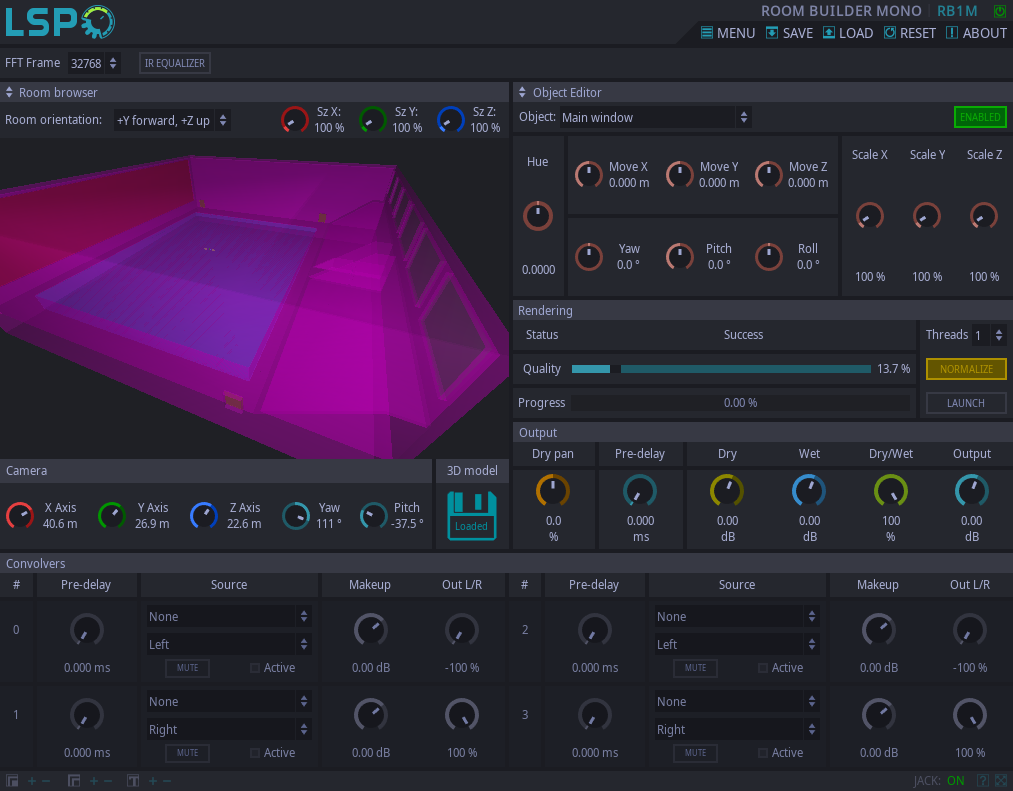 LSP
ROOM BUILDER MONO RB1M
MENU SAVE LOAD RESET ABOUT
FFT Frame 32768 IR EQUALIZER
Room browser
Room orientation: +Y forward, +Z up
Sz X: 100 % Sz Y: 100 % Sz Z: 100 %
Object Editor
Object: Main window ENABLED
Hue 0.0000
Move X 0.000 m Move Y 0.000 m Move Z 0.000 m
Yaw 0.0 ° Pitch 0.0 ° Roll 0.0 °
Scale X Scale Y Scale Z
100 % 100 % 100 %
Rendering
Status Success Threads 1
Quality 13.7 % NORMALIZE
Progress 0.00 % LAUNCH
Output
Dry pan Pre-delay Dry Wet Dry/Wet Output
0.0 % 0.000 ms 0.00 dB 0.00 dB 100 % 0.00 dB
Camera
X Axis 40.6 m Y Axis 26.9 m Z Axis 22.6 m Yaw 111 ° Pitch -37.5 °
3D model
Loaded
Convolvers
# Pre-delay Source Makeup Out L/R # Pre-delay Source Makeup Out L/R
0 0.000 ms None Left MUTE Active 0.00 dB -100 %
2 0.000 ms None Left MUTE Active 0.00 dB -100 %
1 0.000 ms None Right MUTE Active 0.00 dB 100 %
3 0.000 ms None Right MUTE Active 0.00 dB 100 %
JACK: ON